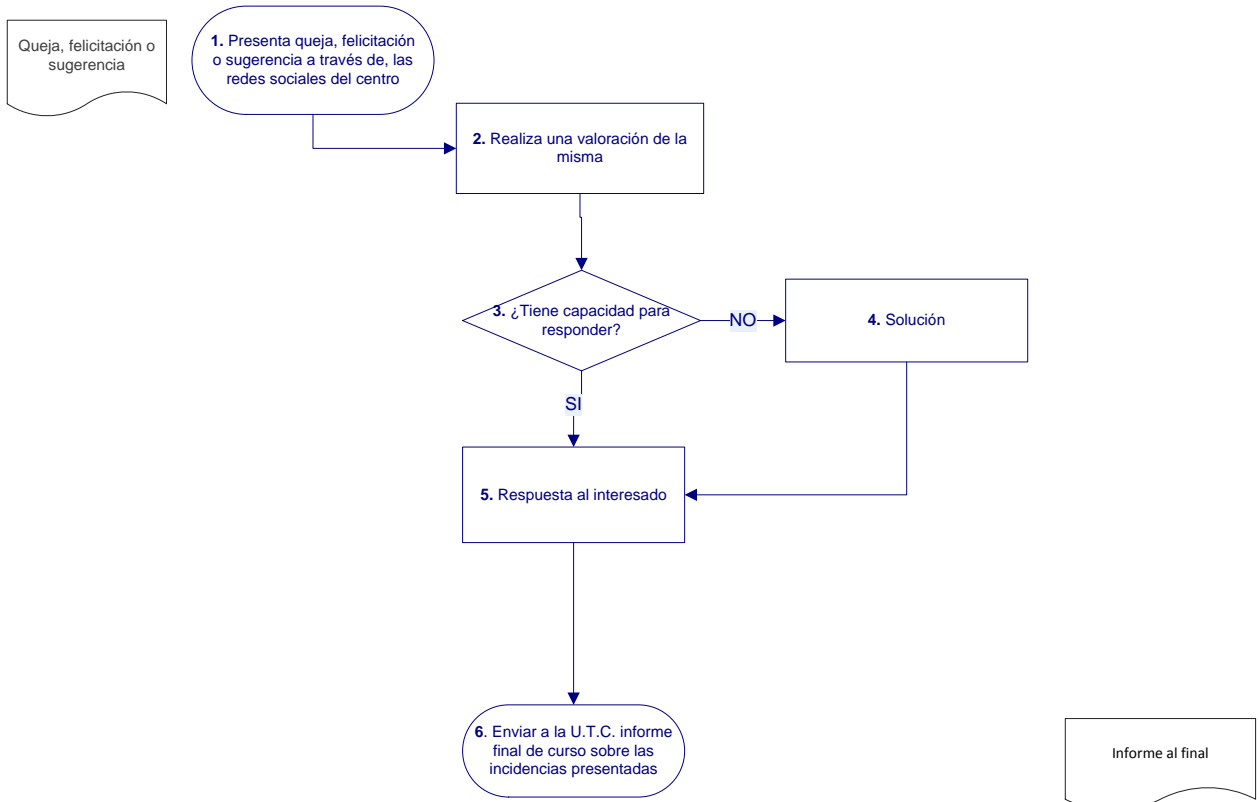 Queja, felicitación o
sugerencia
1. Presenta queja, felicitación
o sugerencia a través de, las
redes sociales del centro
2. Realiza una valoración de la
misma
3. ¿Tiene capacidad para
responder?
NO
4. Solución
SI
5. Respuesta al interesado
6. Enviar a la U.T.C. informe
final de curso sobre las
incidencias presentadas
Informe al final